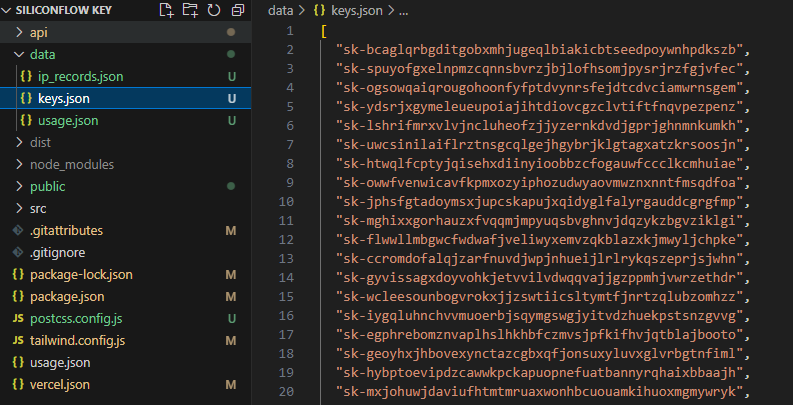 SILICONFLOW KEY
api
data
ip_records.json U
keys.json U
usage.json U
dist
node_modules
public
src
.gitattributes M
.gitignore
package-lock.json M
package.json M
postcss.config.js U
tailwind.config.js M
usage.json
vercel.json M
data > {} keys.json > ...
1 [
2 "sk-bcaglqrbgditgobxmhjugeqlbiakicbtseedpoywnhpdkszb",
3 "sk-spuyofgxelnpmzcqnnsbvrzjbjlofhsomjpysrjrzfgjvfec",
4 "sk-ogsowqaiqrougohoonfyfptdvynrsfejdtcdvciamwrnsgem",
5 "sk-ydsrjxgymeleueupoiajihtdiovcgzclvtiftfnqvpezpenz",
6 "sk-lshrifmrxvlvjncluheofzjjyzernkdvdjgprjghnmnkumkh",
7 "sk-uwcsinilaiflrztnsgcqlgejhgybrjklgtagxatzkrsoosjn",
8 "sk-htwqlfcptyjqisehxdiinyioobbzcfogauwfccclkcmhuiae",
9 "sk-owwfvenwicavfkpmxozyiphozudwyaovmwznxnntfmsqdfoa",
10 "sk-jphsfgtadoymsxjupcskapujxqidyglfalyrgauddcgrgfmp",
11 "sk-mghixxgorhauzxfvqqmjmpyuqsbvghnvjdqzykzbgvziklgi",
12 "sk-flwwllmbgwcfwdwafjveliwyxemvzqkblazxkjmwyljchpke",
13 "sk-ccromdofalqjzarfnuvdjwpjnhueijlrlrykqszeprjsjwhn",
14 "sk-gyvissagxdoyvohkjetvvilvdwqqvajjgzppmhjvwrzethdr",
15 "sk-wcleesounbogvrokxjjzswtiicsltymtfjnrtzqlubzomhzz",
16 "sk-iygqluhnchvvmuoerbjsqymgswgjyitvdzhuekpstsnzgvvg",
17 "sk-egphrebomznvaplhslhkhbfczmvsjpfkifhvjqtblajbooto",
18 "sk-geoyhxjhbovexynctazcgbxqfjonsuxyluvxglvrbgtnfiml",
19 "sk-hybptoevipdzcawwkpckapuopnefuatbannyrqhaixbbaajh",
20 "sk-mxjohuwjdaviufhtmtmruaxwonhbcuouamkihuoxmgmywryk",